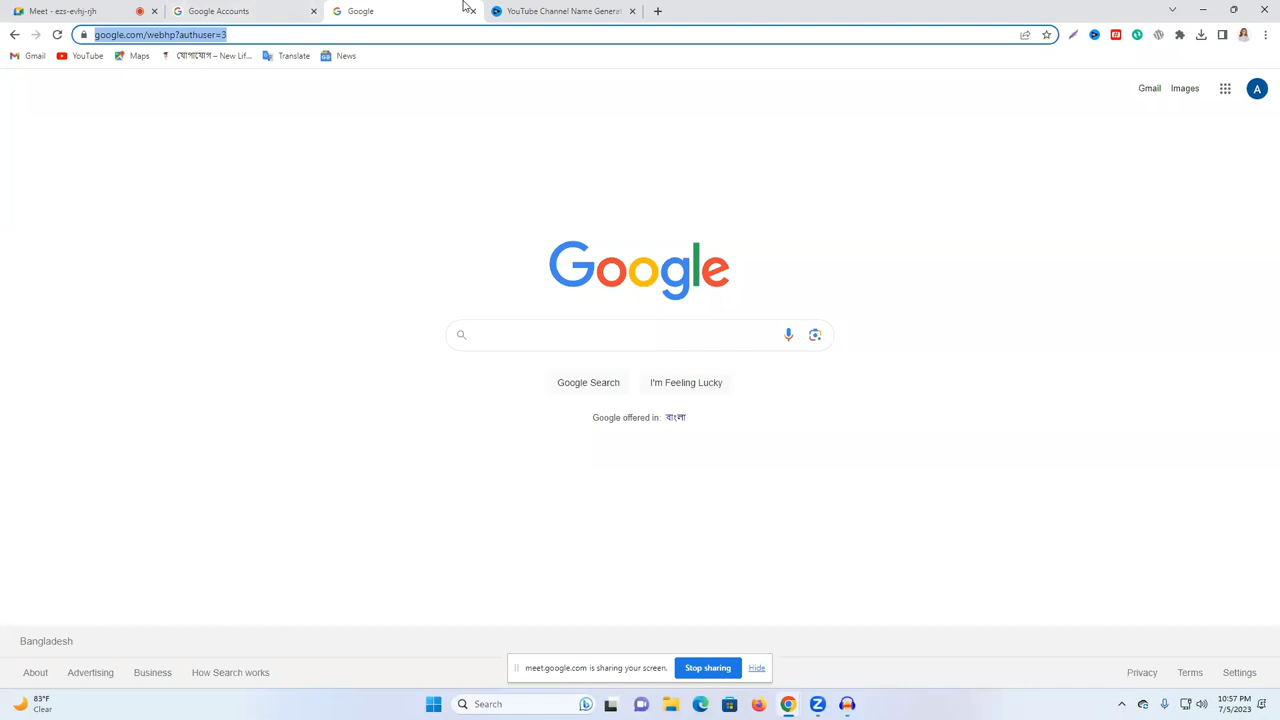 Meet - ezs-evhj-rjh
Google Accounts
Google
YouTube Channel Name Generat
google.com/webhp?authuser=3
Gmail
YouTube
Maps
যোগাযোগ – New Lif...
Translate
News
Gmail
Images
A
Google
Google Search
I'm Feeling Lucky
Google offered in: বাংলা
Bangladesh
About
Advertising
Business
How Search works
Privacy
Terms
Settings
meet.google.com is sharing your screen.
Stop sharing
Hide
83°F
Clear
Search
10:57 PM
7/5/2023